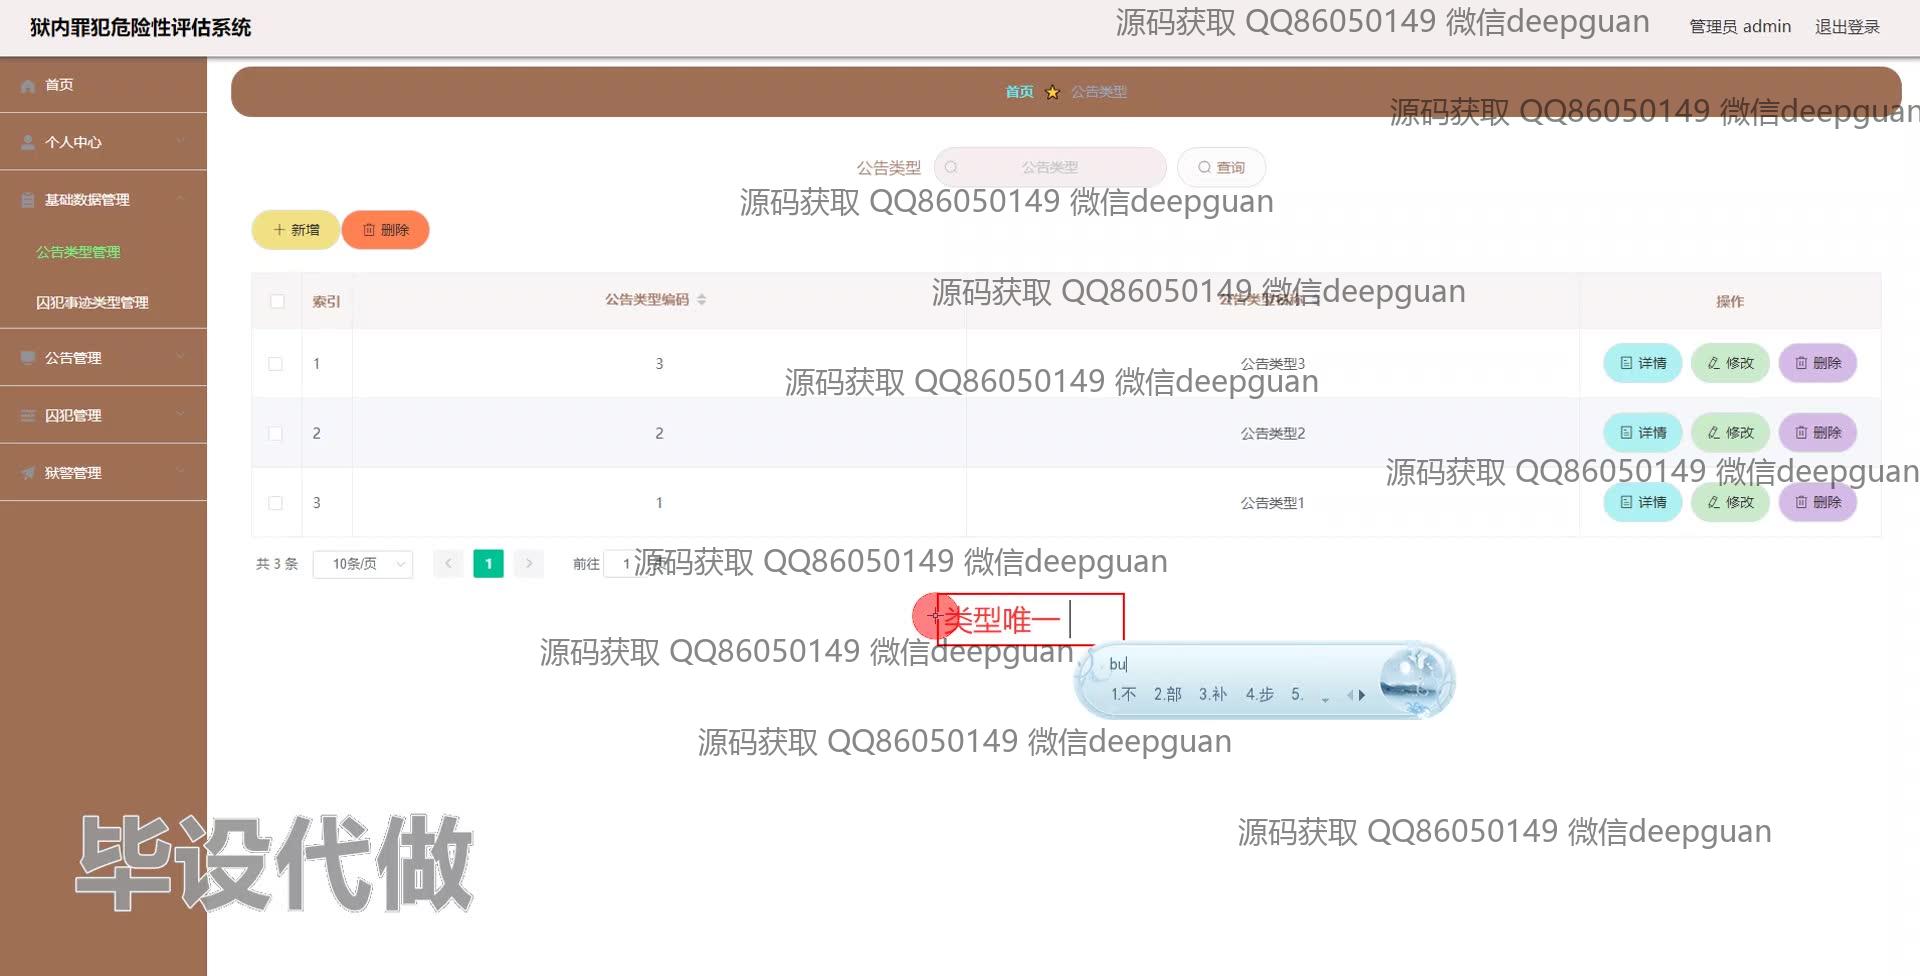 狱内罪犯危险性评估系统
源码获取 QQ86050149 微信deepguan
管理员 admin
退出登录
首页
个人中心
基础数据管理
公告类型管理
囚犯事迹类型管理
公告管理
囚犯管理
狱警管理
首页 公告类型
源码获取 QQ86050149 微信deepguan
公告类型 公告类型 查询
源码获取 QQ86050149 微信deepguan
新增 删除
源码获取 QQ86050149 微信deepguan
索引 公告类型编码 公告类型名称 操作
1 3 公告类型3 详情 修改 删除
源码获取 QQ86050149 微信deepguan
2 2 公告类型2 详情 修改 删除
源码获取 QQ86050149 微信deepguan
3 1 公告类型1 详情 修改 删除
共 3 条 10条/页 1 前往 1
源码获取 QQ86050149 微信deepguan
类型唯一
源码获取 QQ86050149 微信deepguan
bu
1.不 2.部 3.补 4.步 5.
源码获取 QQ86050149 微信deepguan
源码获取 QQ86050149 微信deepguan
毕设代做